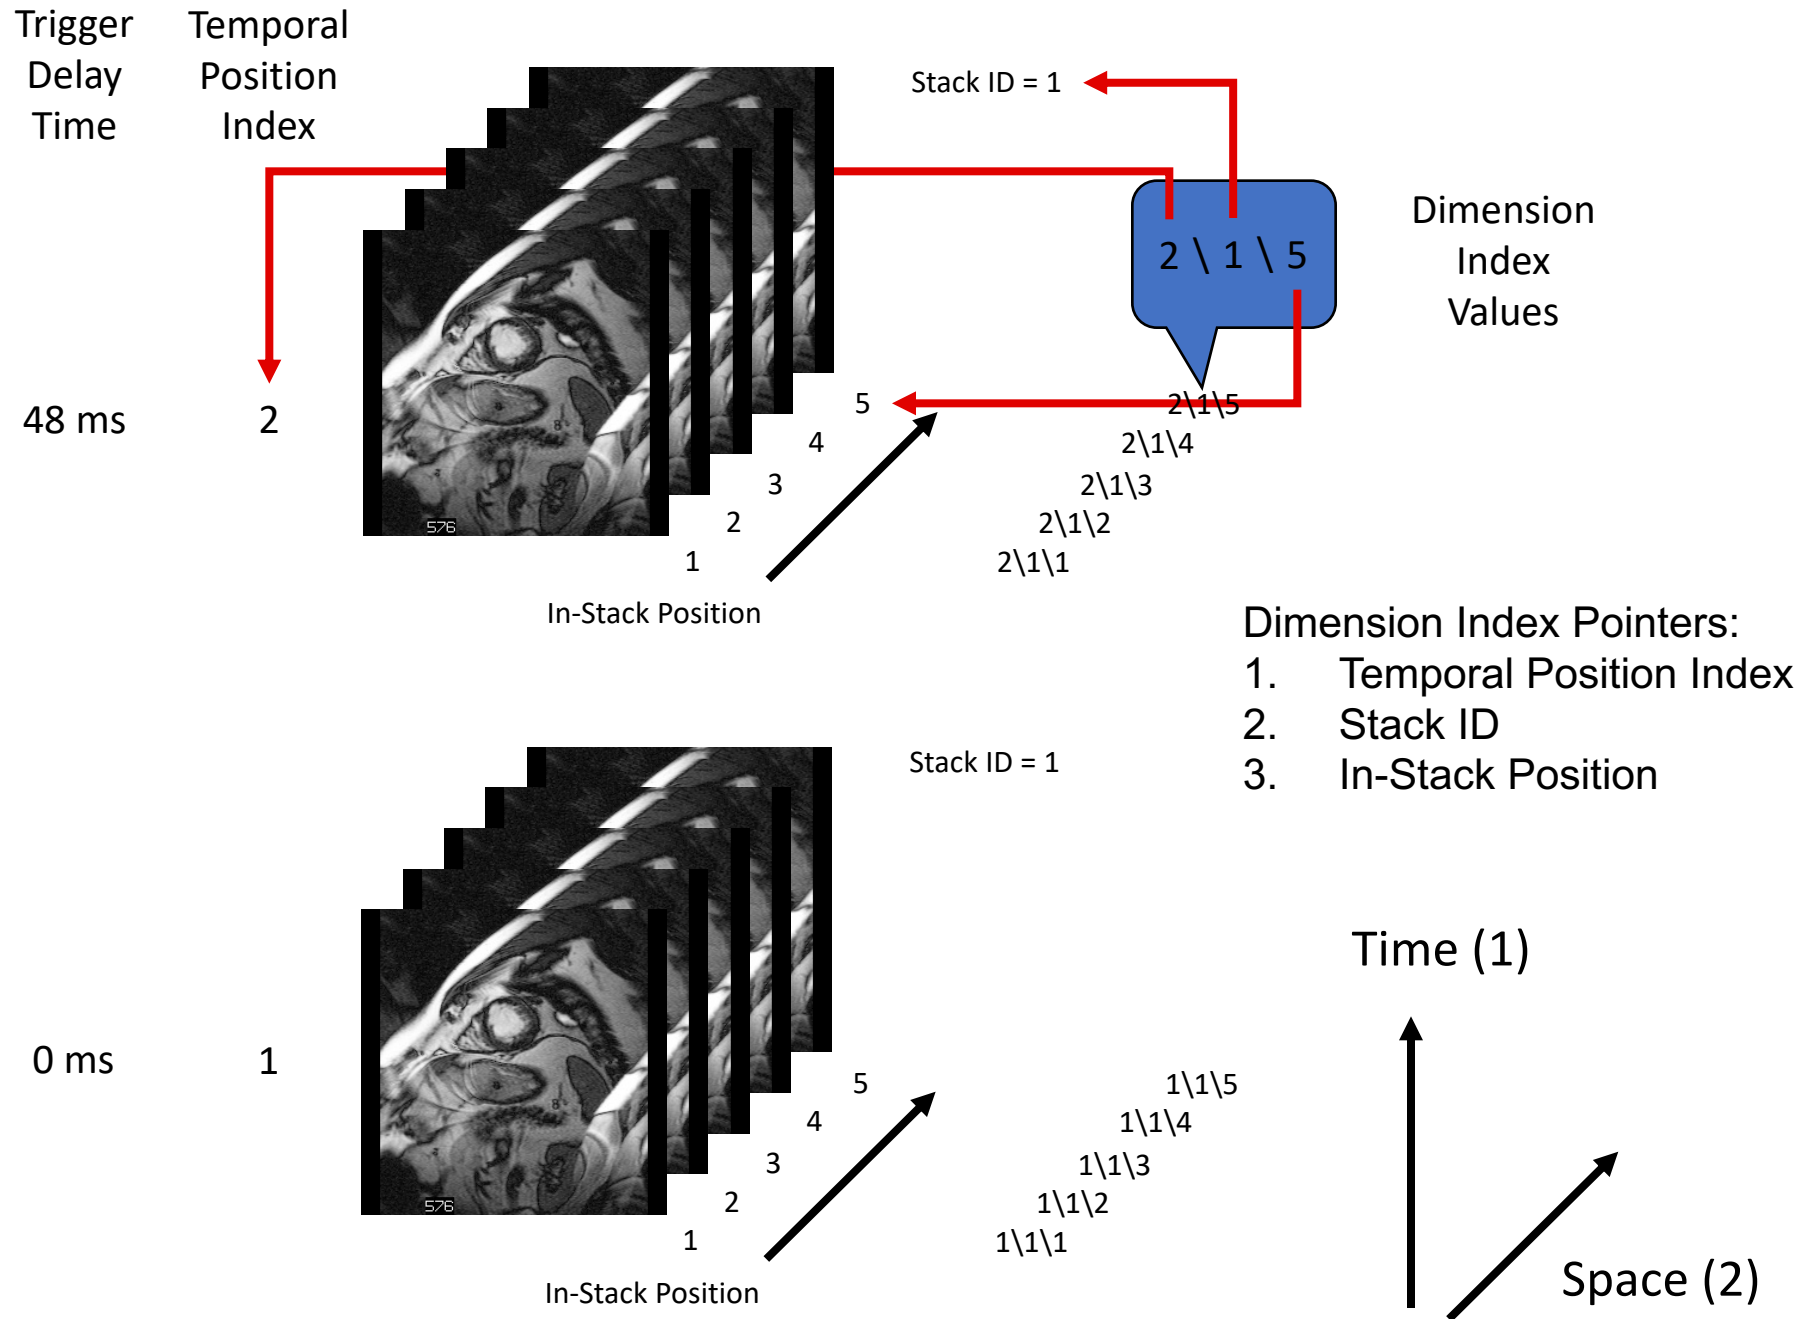 Trigger
Delay
Time
Temporal
Position
Index
Stack ID = 1
2 \ 1 \ 5
Dimension
Index
Values
48 ms
2
576
5
4
3
2
1
In-Stack Position
2\1\5
2\1\4
2\1\3
2\1\2
2\1\1
Dimension Index Pointers:
1. Temporal Position Index
2. Stack ID
3. In-Stack Position
Stack ID = 1
0 ms
1
576
5
4
3
2
1
In-Stack Position
1\1\5
1\1\4
1\1\3
1\1\2
1\1\1
Time (1)
Space (2)